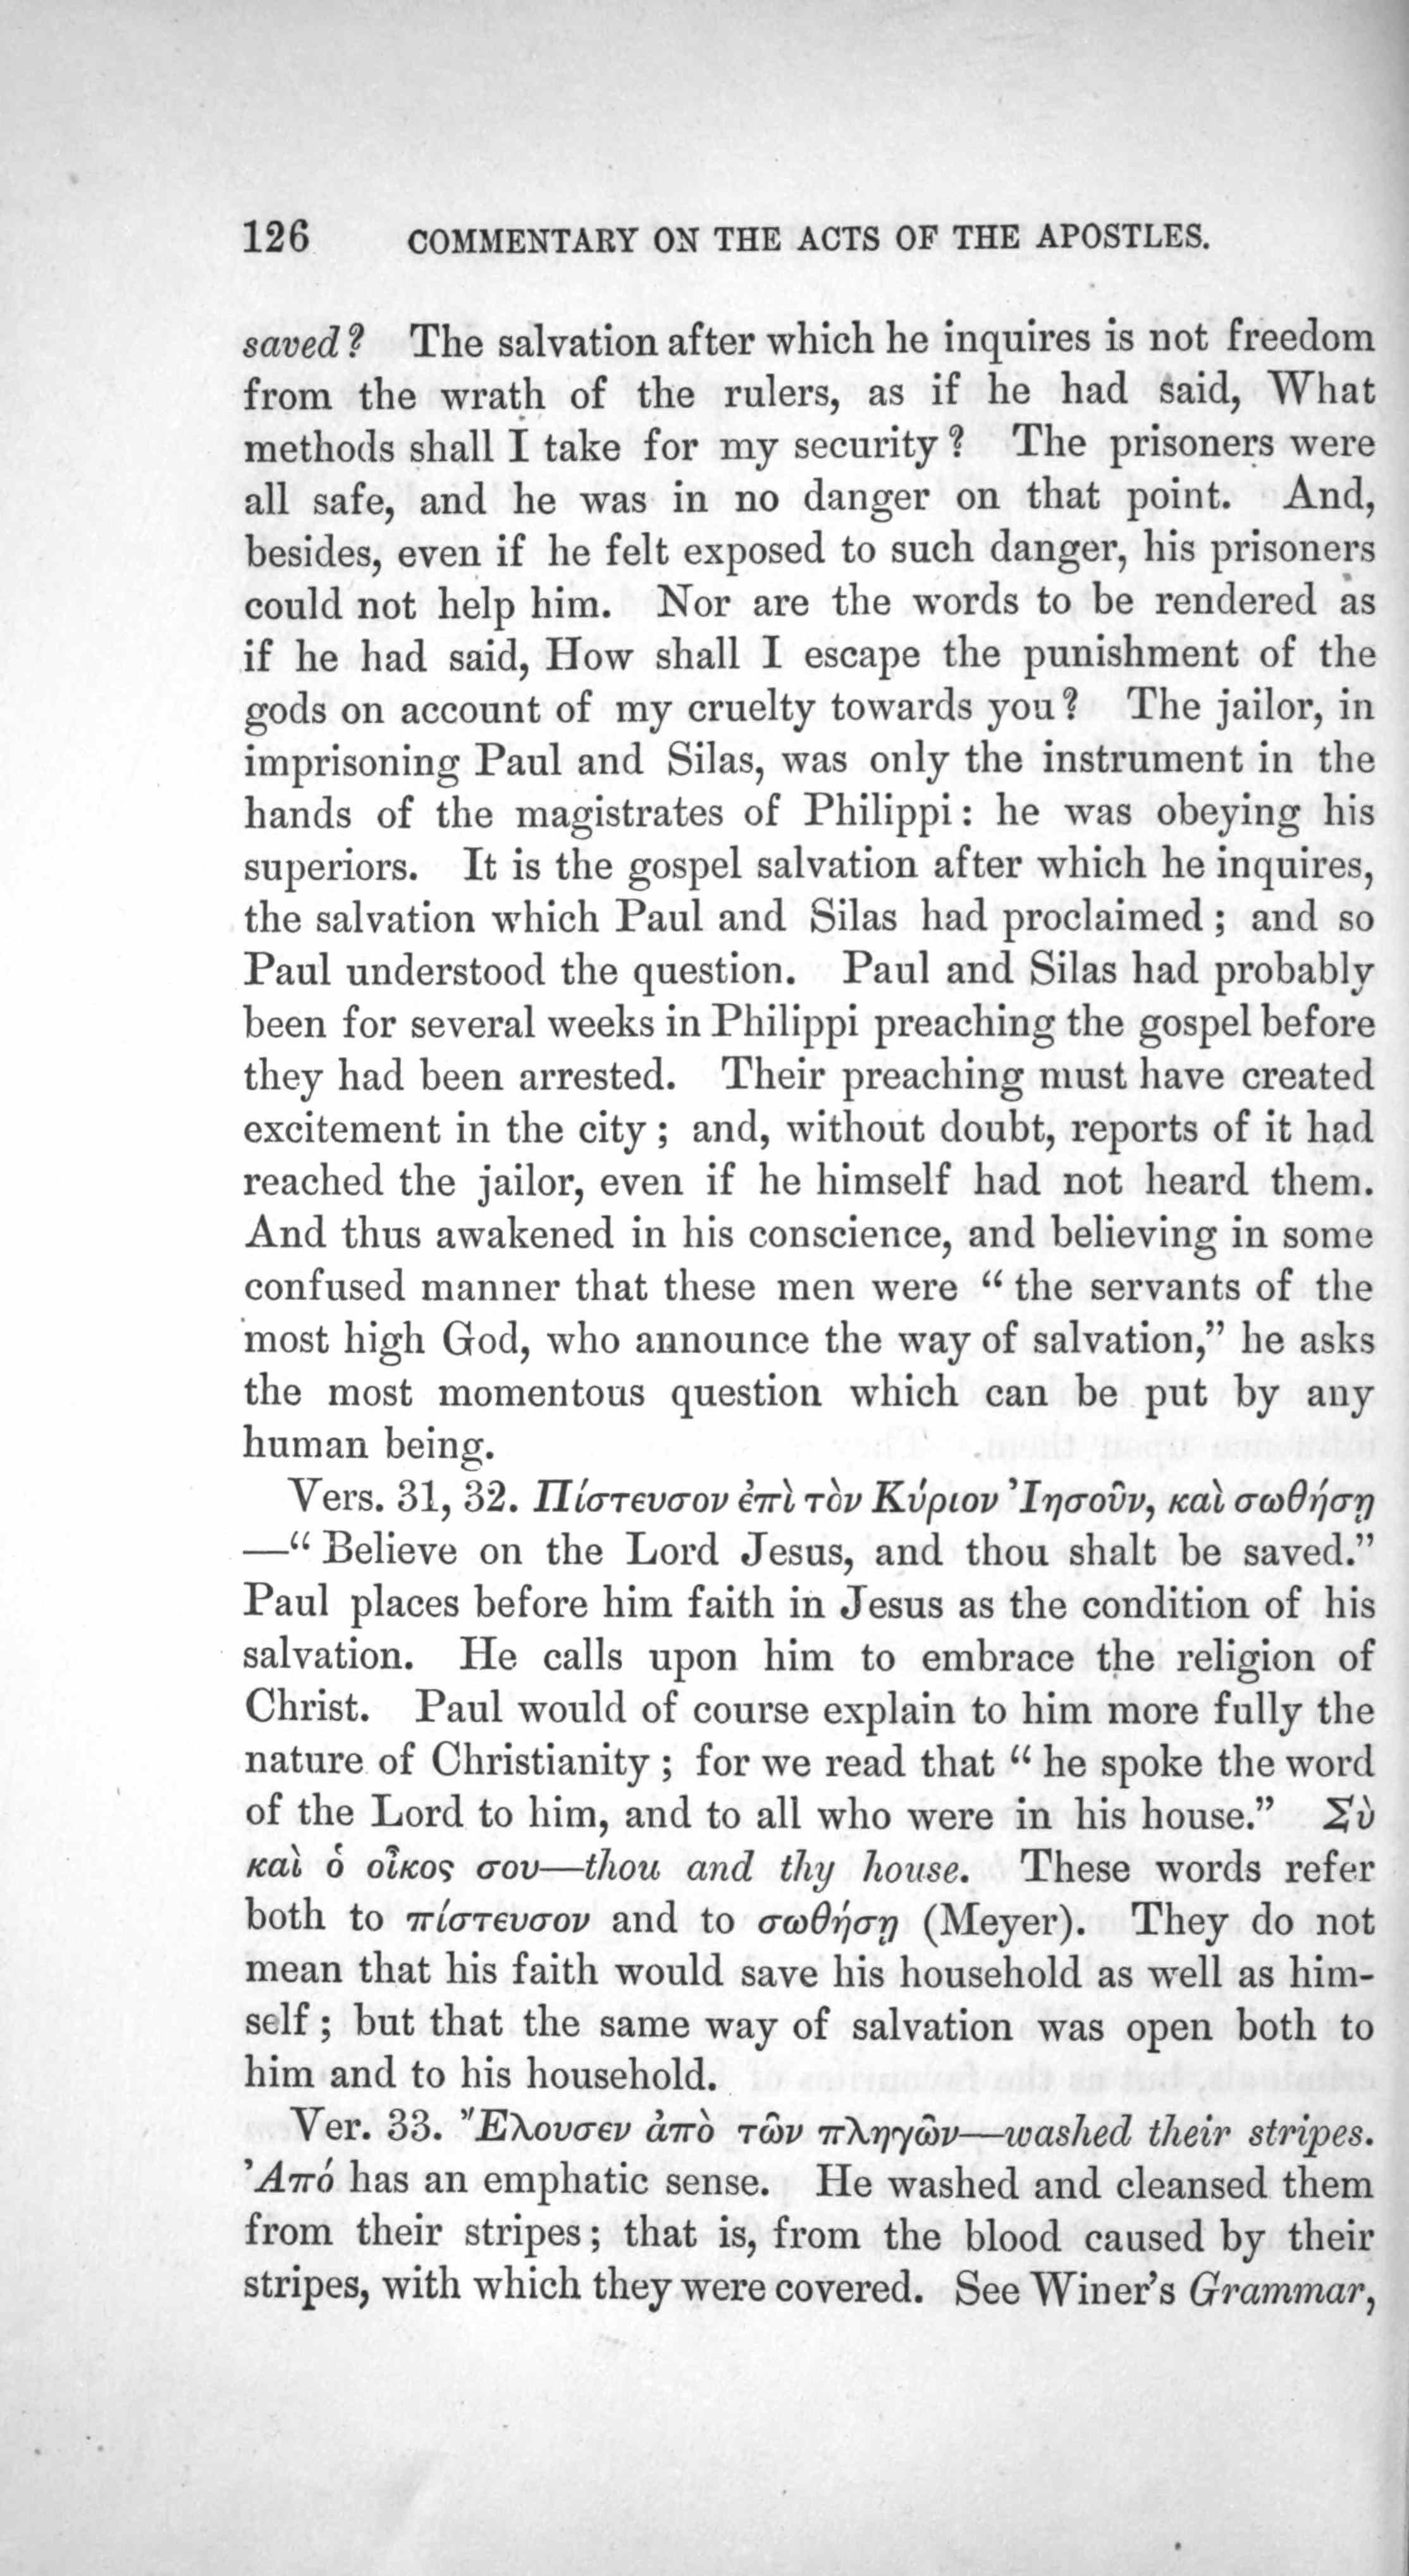 126 COMMENTARY ON THE ACTS OF THE APOSTLES.
saved? The salvation after which he inquires is not freedom
from the wrath of the rulers, as if he had said, What
methods shall I take for my security? The prisoners were
all safe, and he was in no danger on that point. And,
besides, even if he felt exposed to such danger, his prisoners
could not help him. Nor are the words to be rendered as
if he had said, How shall I escape the punishment of the
gods on account of my cruelty towards you? The jailor, in
imprisoning Paul and Silas, was only the instrument in the
hands of the magistrates of Philippi: he was obeying his
superiors. It is the gospel salvation after which he inquires,
the salvation which Paul and Silas had proclaimed; and so
Paul understood the question. Paul and Silas had probably
been for several weeks in Philippi preaching the gospel before
they had been arrested. Their preaching must have created
excitement in the city; and, without doubt, reports of it had
reached the jailor, even if he himself had not heard them.
And thus awakened in his conscience, and believing in some
confused manner that these men were “the servants of the
most high God, who announce the way of salvation,” he asks
the most momentous question which can be put by any
human being.
Vers. 31, 32. Πίστευσον ἐπὶ τὸν Κύριον Ἰησοῦν, καὶ σωθήσῃ
—“Believe on the Lord Jesus, and thou shalt be saved.”
Paul places before him faith in Jesus as the condition of his
salvation. He calls upon him to embrace the religion of
Christ. Paul would of course explain to him more fully the
nature of Christianity; for we read that “he spoke the word
of the Lord to him, and to all who were in his house.” Σὺ
καὶ ὁ οἶκος σου—thou and thy house. These words refer
both to πίστευσον and to σωθήσῃ (Meyer). They do not
mean that his faith would save his household as well as him-
self; but that the same way of salvation was open both to
him and to his household.
Ver. 33. Ἔλουσεν ἀπὸ τῶν πληγῶν—washed their stripes.
Ἀπό has an emphatic sense. He washed and cleansed them
from their stripes; that is, from the blood caused by their
stripes, with which they were covered. See Winer’s Grammar,